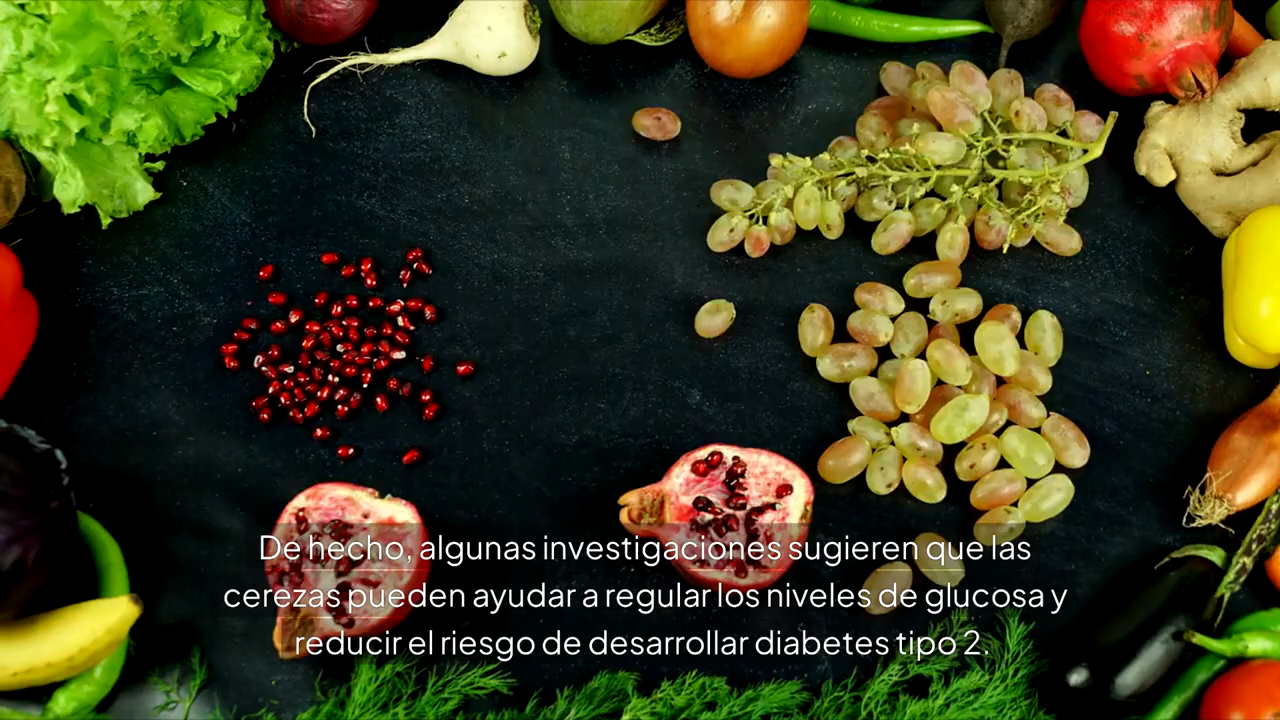 De hecho, algunas investigaciones sugieren que las
cerezas pueden ayudar a regular los niveles de glucosa y
reducir el riesgo de desarrollar diabetes tipo 2.